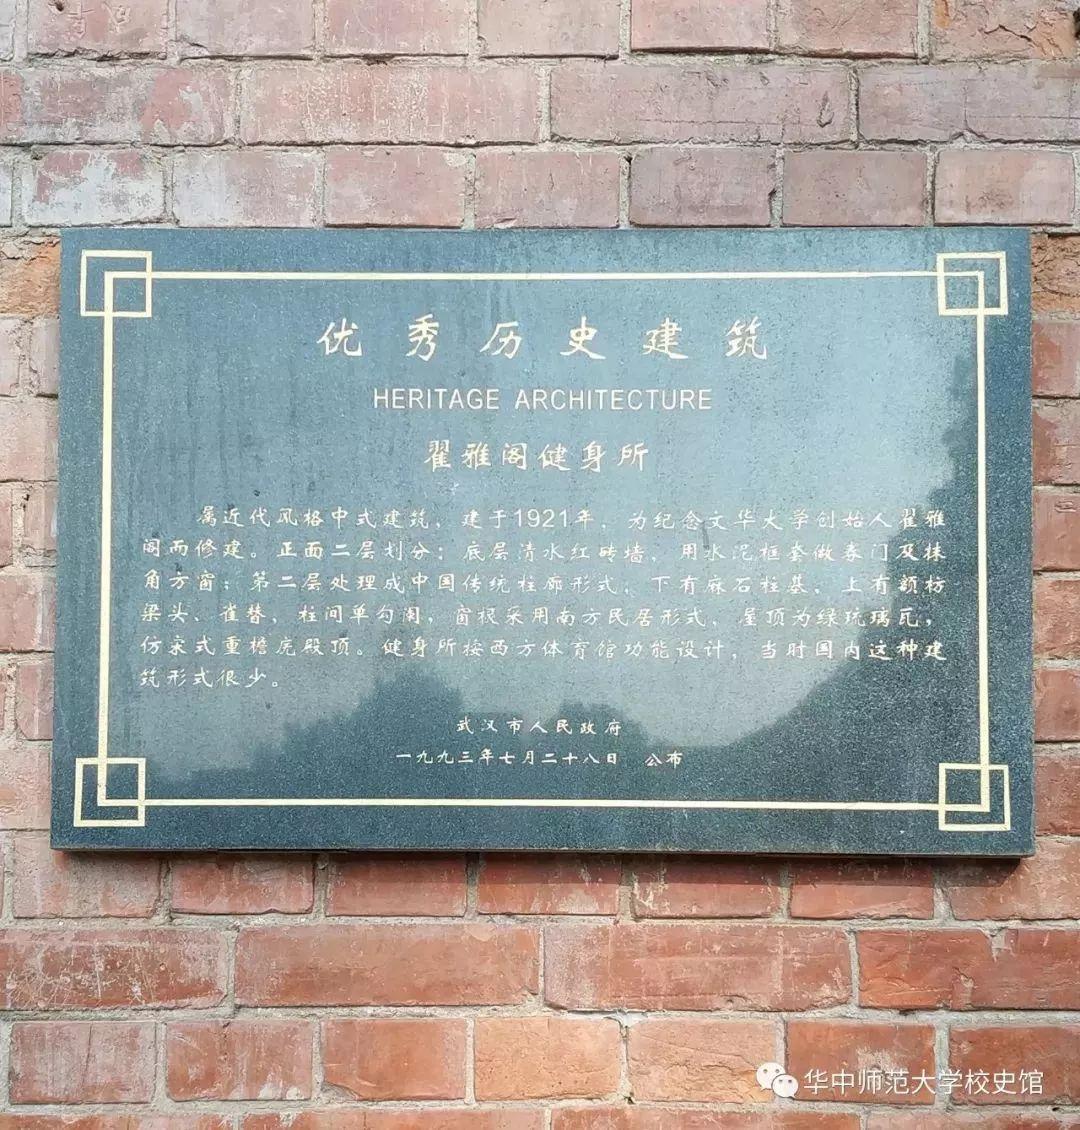 优秀历史建筑
HERITAGE ARCHITECTURE
翟雅阁健身所
属近代风格中式建筑，建于1921年，为纪念文华大学创始人翟雅
阁而修建。正面二层划分：底层清水红砖墙，用水泥框套做券门及抹
角方窗；第二层处理成中国传统柱廊形式，下有麻石柱基，上有额枋
梁头、雀替，柱间单勾阑，窗棂采用南方民居形式，屋顶为绿琉璃瓦，
仿宋式重檐庑殿顶。健身所按西方体育馆功能设计，当时国内这种建
筑形式很少。
武汉市人民政府
一九九三年七月二十八日 公布
华中师范大学校史馆